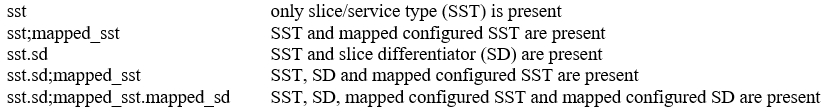 sst only slice/service type (SST) is present
sst;mapped_sst SST and mapped configured SST are present
sst.sd SST and slice differentiator (SD) are present
sst.sd;mapped_sst SST, SD and mapped configured SST are present
sst.sd;mapped_sst.mapped_sd SST, SD, mapped configured SST and mapped configured SD are present